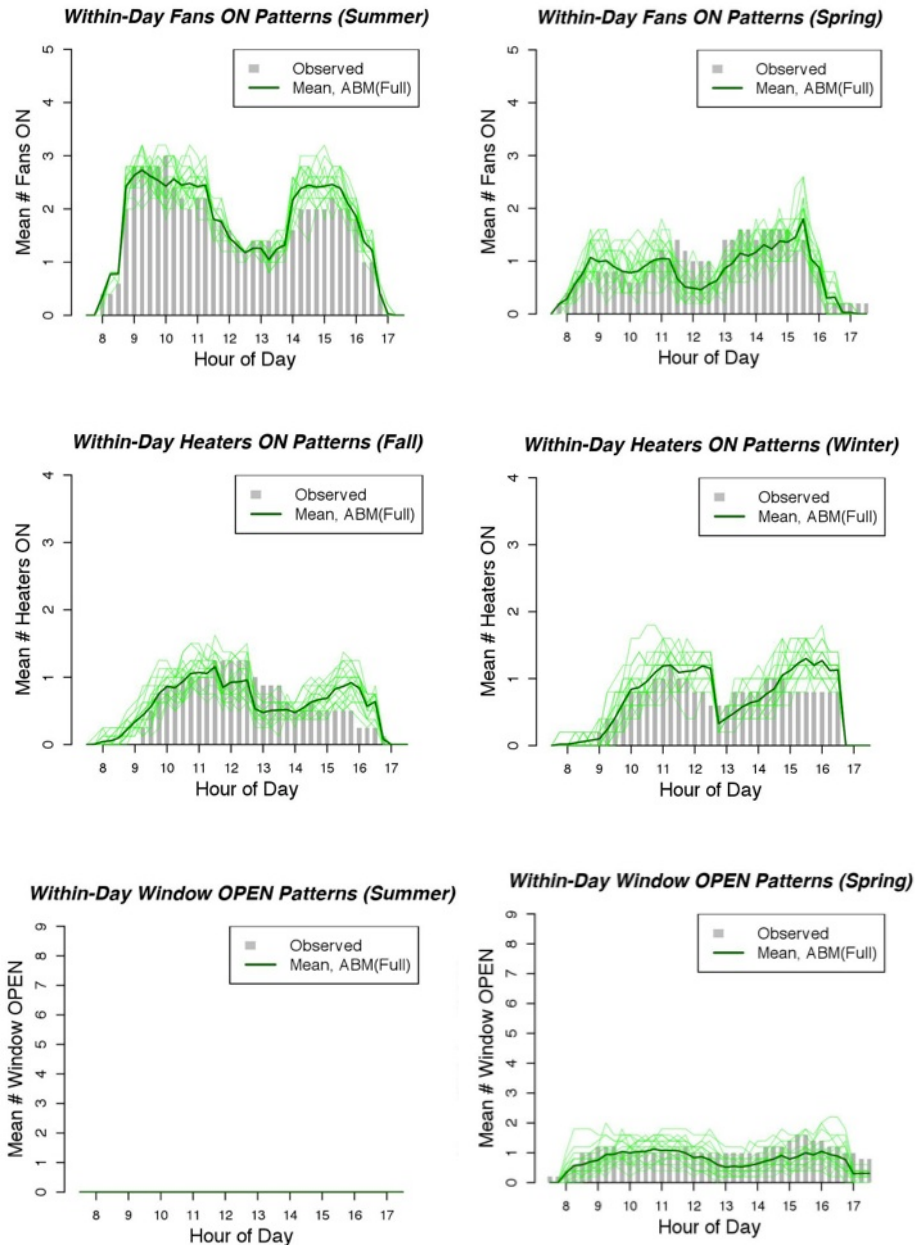 Within-Day Fans ON Patterns (Summer)
5
4
3
2
1
0
Mean # Fans ON
Observed
Mean, ABM(Full)
8 9 10 11 12 13 14 15 16 17
Hour of Day
Within-Day Fans ON Patterns (Spring)
5
4
3
2
1
0
Mean # Fans ON
Observed
Mean, ABM(Full)
8 9 10 11 12 13 14 15 16 17
Hour of Day
Within-Day Heaters ON Patterns (Fall)
4
3
2
1
0
Mean # Heaters ON
Observed
Mean, ABM(Full)
8 9 10 11 12 13 14 15 16 17
Hour of Day
Within-Day Heaters ON Patterns (Winter)
4
3
2
1
0
Mean # Heaters ON
Observed
Mean, ABM(Full)
8 9 10 11 12 13 14 15 16 17
Hour of Day
Within-Day Window OPEN Patterns (Summer)
9
8
7
6
5
4
3
2
1
0
Mean # Window OPEN
Observed
Mean, ABM(Full)
8 9 10 11 12 13 14 15 16 17
Hour of Day
Within-Day Window OPEN Patterns (Spring)
9
8
7
6
5
4
3
2
1
0
Mean # Window OPEN
Observed
Mean, ABM(Full)
8 9 10 11 12 13 14 15 16 17
Hour of Day